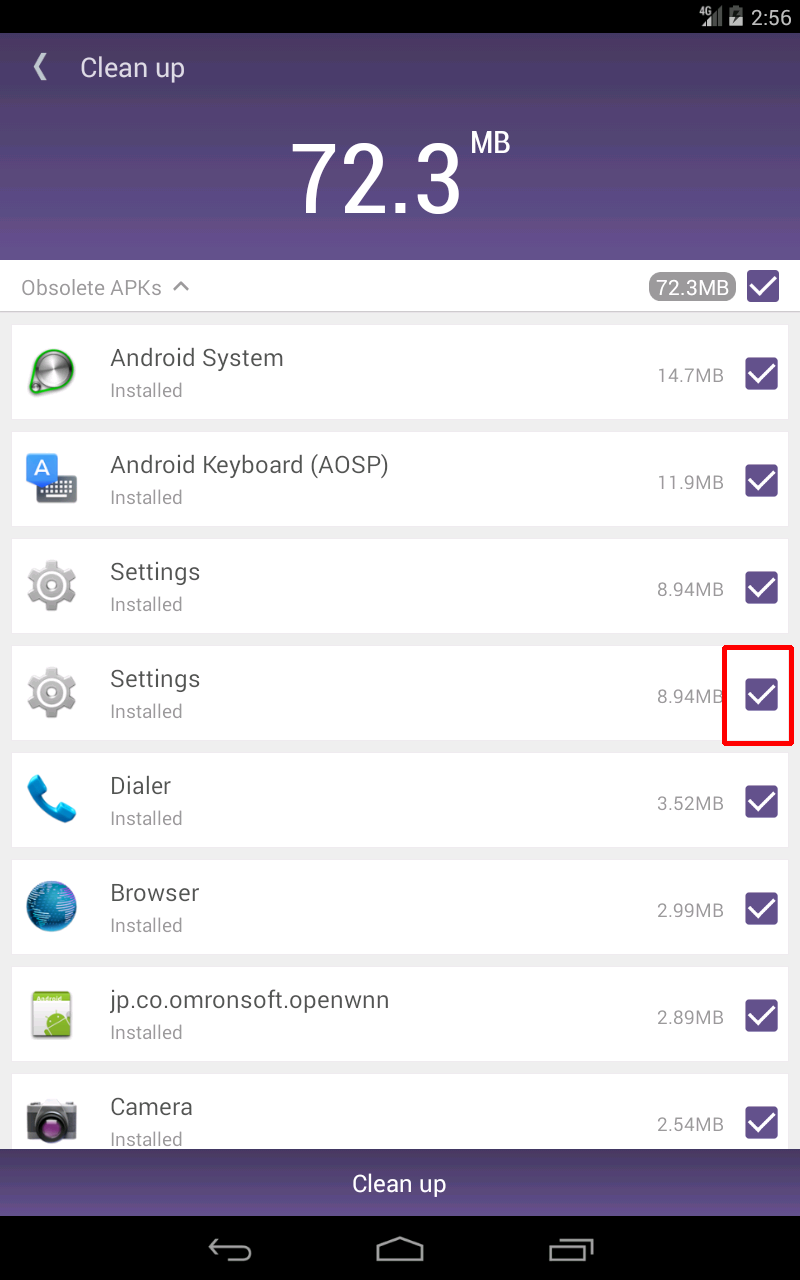 4G 2:56
Clean up
72.3 MB
Obsolete APKs 72.3MB
Android System
Installed
14.7MB
A
Android Keyboard (AOSP)
Installed
11.9MB
Settings
Installed
8.94MB
Settings
Installed
8.94MB
Dialer
Installed
3.52MB
Browser
Installed
2.99MB
Android
jp.co.omronsoft.openwnn
Installed
2.89MB
Camera
Installed
2.54MB
Clean up